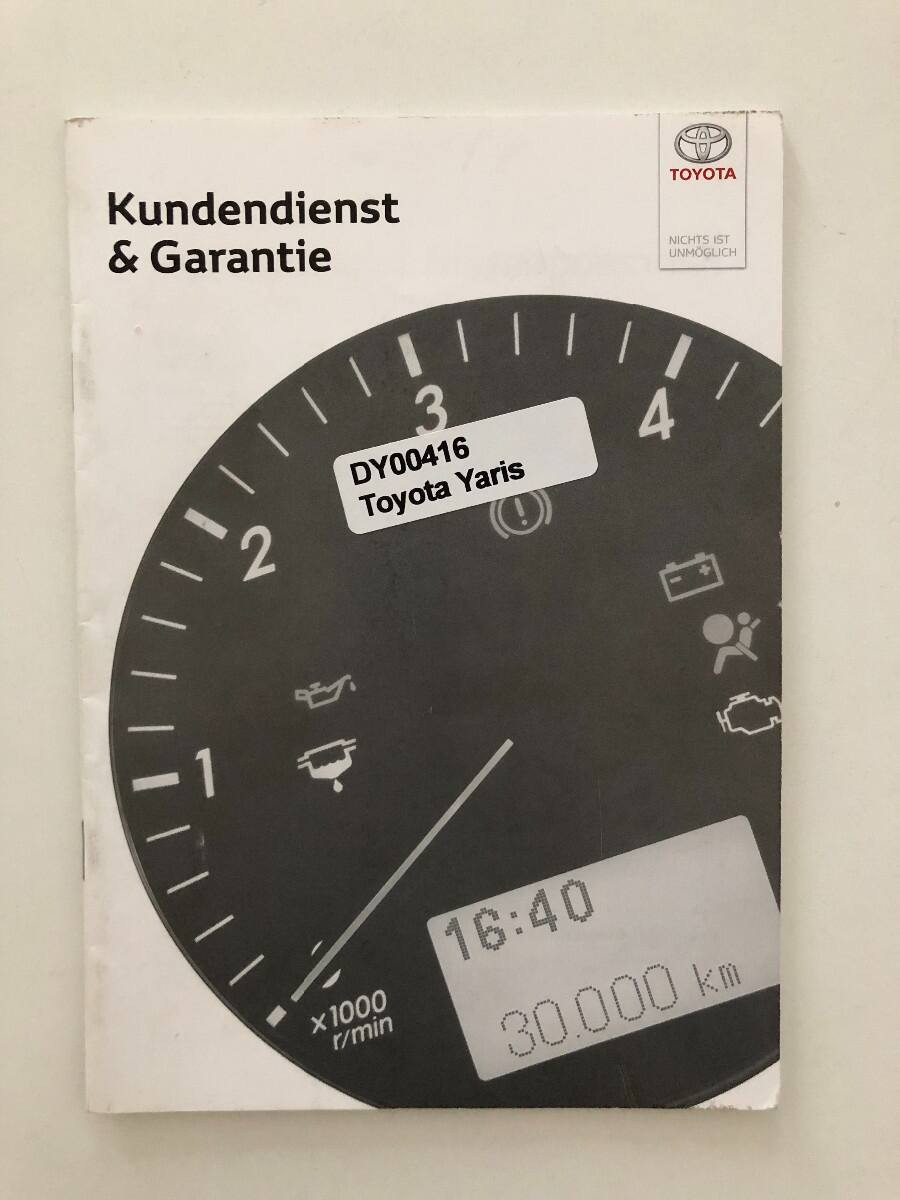 Kundendienst
& Garantie
TOYOTA
NICHTS IST
UNMÖGLICH
3
4
DY00416
Toyota Yaris
2
1
16:40
30.000 km
x1000
r/min